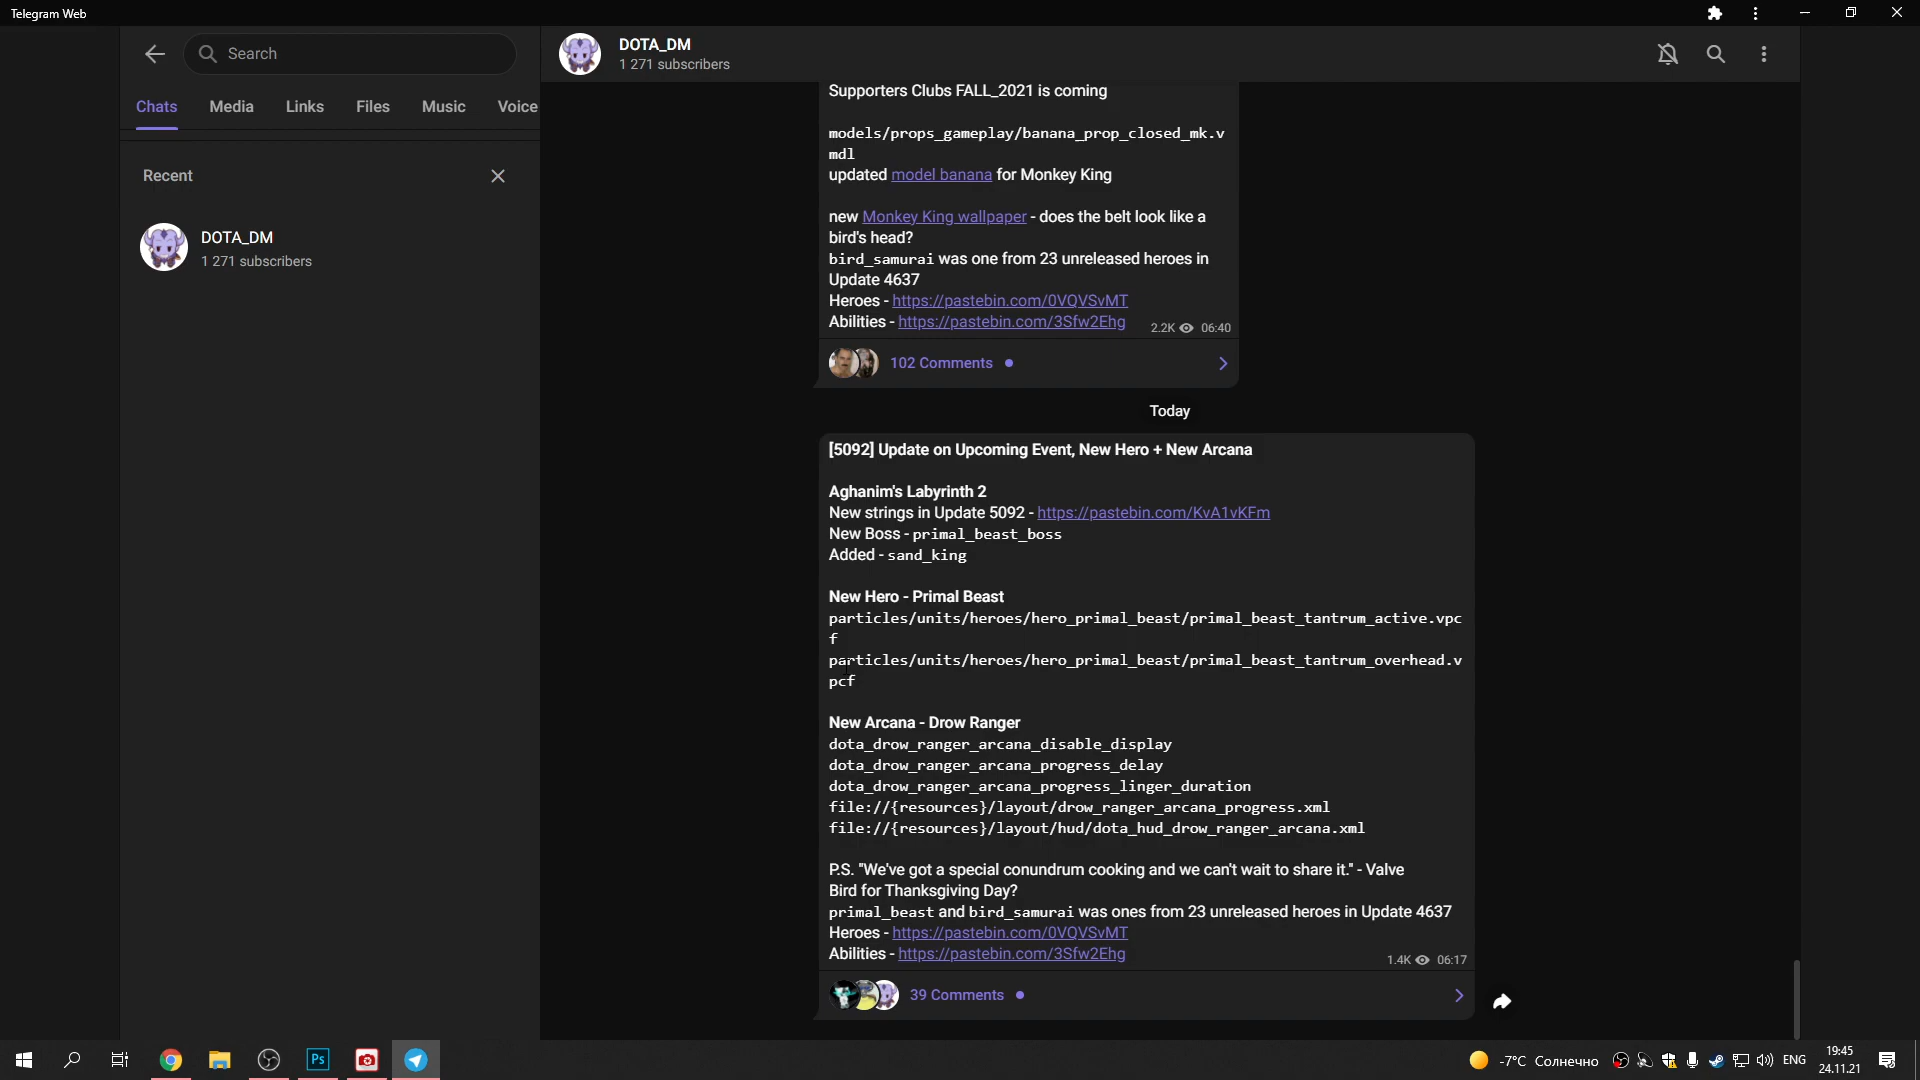 Telegram Web
Search
DOTA_DM
1 271 subscribers
Chats Media Links Files Music Voice
Recent
DOTA_DM
1 271 subscribers
Supporters Clubs FALL_2021 is coming
models/props_gameplay/banana_prop_closed_mk.v
mdl
updated model banana for Monkey King
new Monkey King wallpaper - does the belt look like a
bird's head?
bird_samurai was one from 23 unreleased heroes in
Update 4637
Heroes - https://pastebin.com/0VQVSvMT
Abilities - https://pastebin.com/3Sfw2Ehg 2.2K 06:40
102 Comments
Today
[5092] Update on Upcoming Event, New Hero + New Arcana
Aghanim's Labyrinth 2
New strings in Update 5092 - https://pastebin.com/KvA1vKFm
New Boss - primal_beast_boss
Added - sand_king
New Hero - Primal Beast
particles/units/heroes/hero_primal_beast/primal_beast_tantrum_active.vpc
f
particles/units/heroes/hero_primal_beast/primal_beast_tantrum_overhead.v
pcf
New Arcana - Drow Ranger
dota_drow_ranger_arcana_disable_display
dota_drow_ranger_arcana_progress_delay
dota_drow_ranger_arcana_progress_linger_duration
file://{resources}/layout/drow_ranger_arcana_progress.xml
file://{resources}/layout/hud/dota_hud_drow_ranger_arcana.xml
P.S. "We've got a special conundrum cooking and we can't wait to share it." - Valve
Bird for Thanksgiving Day?
primal_beast and bird_samurai was ones from 23 unreleased heroes in Update 4637
Heroes - https://pastebin.com/0VQVSvMT
Abilities - https://pastebin.com/3Sfw2Ehg 1.4K 06:17
39 Comments
Ps
-7°C Солнечно ENG 19:45
24.11.21